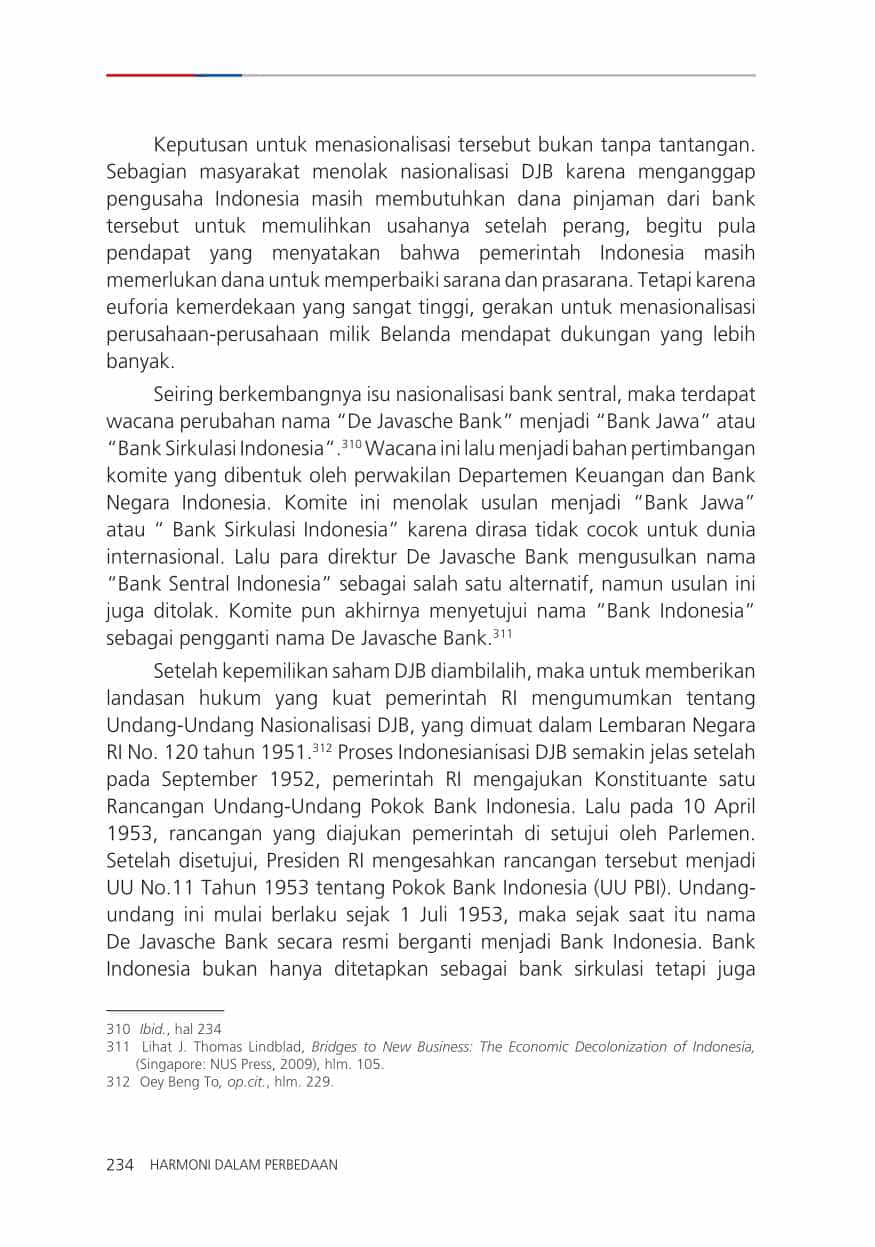 Keputusan untuk menasionalisasi tersebut bukan tanpa tantangan.
Sebagian masyarakat menolak nasionalisasi DJB karena menganggap
pengusaha Indonesia masih membutuhkan dana pinjaman dari bank
tersebut untuk memulihkan usahanya setelah perang, begitu pula
pendapat yang menyatakan bahwa pemerintah Indonesia masih
memerlukan dana untuk memperbaiki sarana dan prasarana. Tetapi karena
euforia kemerdekaan yang sangat tinggi, gerakan untuk menasionalisasi
perusahaan-perusahaan milik Belanda mendapat dukungan yang lebih
banyak.
Seiring berkembangnya isu nasionalisasi bank sentral, maka terdapat
wacana perubahan nama “De Javasche Bank” menjadi “Bank Jawa” atau
“Bank Sirkulasi Indonesia”.310 Wacana ini lalu menjadi bahan pertimbangan
komite yang dibentuk oleh perwakilan Departemen Keuangan dan Bank
Negara Indonesia. Komite ini menolak usulan menjadi “Bank Jawa”
atau “ Bank Sirkulasi Indonesia” karena dirasa tidak cocok untuk dunia
internasional. Lalu para direktur De Javasche Bank mengusulkan nama
“Bank Sentral Indonesia” sebagai salah satu alternatif, namun usulan ini
juga ditolak. Komite pun akhirnya menyetujui nama “Bank Indonesia”
sebagai pengganti nama De Javasche Bank.311
Setelah kepemilikan saham DJB diambilalih, maka untuk memberikan
landasan hukum yang kuat pemerintah RI mengumumkan tentang
Undang-Undang Nasionalisasi DJB, yang dimuat dalam Lembaran Negara
RI No. 120 tahun 1951.312 Proses Indonesianisasi DJB semakin jelas setelah
pada September 1952, pemerintah RI mengajukan Konstituante satu
Rancangan Undang-Undang Pokok Bank Indonesia. Lalu pada 10 April
1953, rancangan yang diajukan pemerintah di setujui oleh Parlemen.
Setelah disetujui, Presiden RI mengesahkan rancangan tersebut menjadi
UU No.11 Tahun 1953 tentang Pokok Bank Indonesia (UU PBI). Undang-
undang ini mulai berlaku sejak 1 Juli 1953, maka sejak saat itu nama
De Javasche Bank secara resmi berganti menjadi Bank Indonesia. Bank
Indonesia bukan hanya ditetapkan sebagai bank sirkulasi tetapi juga
310 Ibid., hal 234
311 Lihat J. Thomas Lindblad, Bridges to New Business: The Economic Decolonization of Indonesia,
(Singapore: NUS Press, 2009), hlm. 105.
312 Oey Beng To, op.cit., hlm. 229.
234 HARMONI DALAM PERBEDAAN